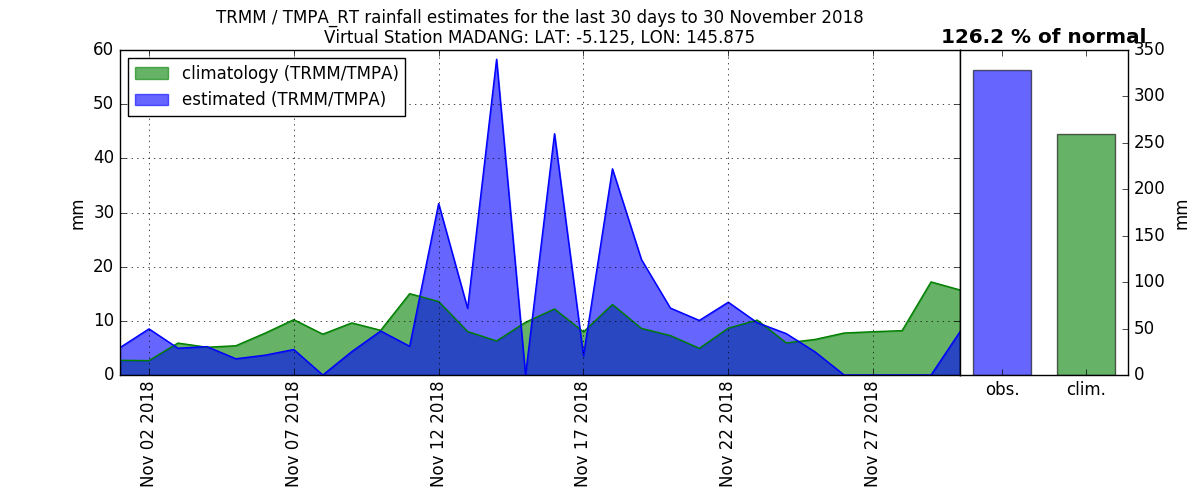 TRMM / TMPA_RT rainfall estimates for the last 30 days to 30 November 2018
Virtual Station MADANG: LAT: -5.125, LON: 145.875
126.2 % of normal
climatology (TRMM/TMPA)
estimated (TRMM/TMPA)
60
50
40
30
20
10
0
mm
Nov 02 2018
Nov 07 2018
Nov 12 2018
Nov 17 2018
Nov 22 2018
Nov 27 2018
350
300
250
200
150
100
50
0
mm
obs.
clim.